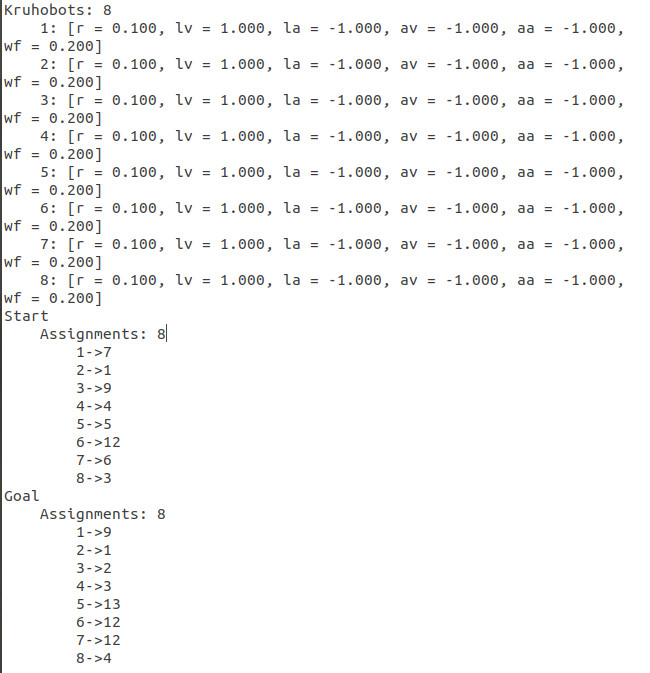 Kruhobots: 8
1: [r = 0.100, lv = 1.000, la = -1.000, av = -1.000, aa = -1.000,
wf = 0.200]
2: [r = 0.100, lv = 1.000, la = -1.000, av = -1.000, aa = -1.000,
wf = 0.200]
3: [r = 0.100, lv = 1.000, la = -1.000, av = -1.000, aa = -1.000,
wf = 0.200]
4: [r = 0.100, lv = 1.000, la = -1.000, av = -1.000, aa = -1.000,
wf = 0.200]
5: [r = 0.100, lv = 1.000, la = -1.000, av = -1.000, aa = -1.000,
wf = 0.200]
6: [r = 0.100, lv = 1.000, la = -1.000, av = -1.000, aa = -1.000,
wf = 0.200]
7: [r = 0.100, lv = 1.000, la = -1.000, av = -1.000, aa = -1.000,
wf = 0.200]
8: [r = 0.100, lv = 1.000, la = -1.000, av = -1.000, aa = -1.000,
wf = 0.200]
Start
Assignments: 8
1->7
2->1
3->9
4->4
5->5
6->12
7->6
8->3
Goal
Assignments: 8
1->9
2->1
3->2
4->3
5->13
6->12
7->12
8->4